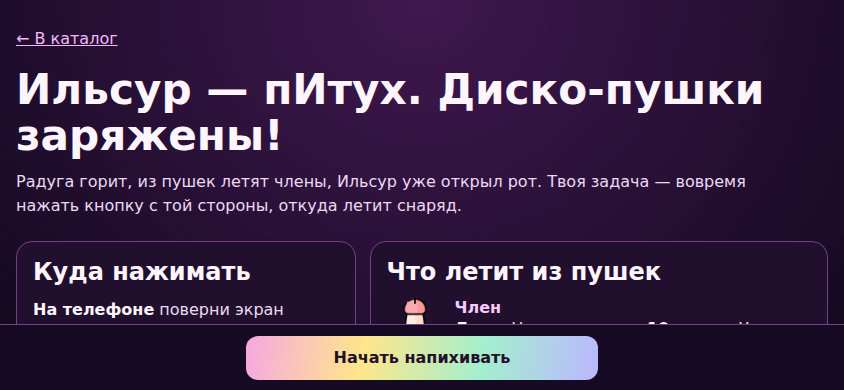 ← В каталог
Ильсур — пИтух. Диско-пушки
заряжены!
Радуга горит, из пушек летят члены, Ильсур уже открыл рот. Твоя задача — вовремя
нажать кнопку с той стороны, откуда летит снаряд.
Куда нажимать
На телефоне поверни экран
Что летит из пушек
Член
Начать напихивать